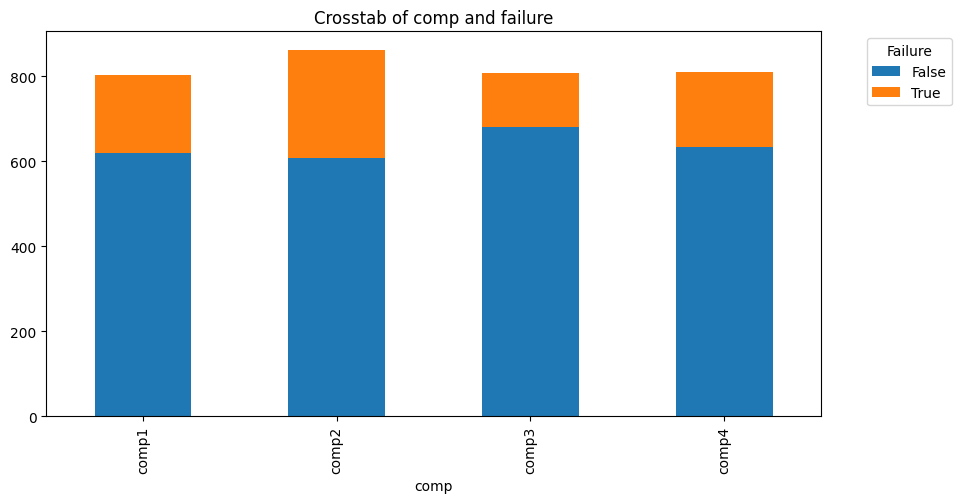 Crosstab of comp and failure
Failure
False
True
800
600
400
200
0
comp1
comp2
comp3
comp4
comp